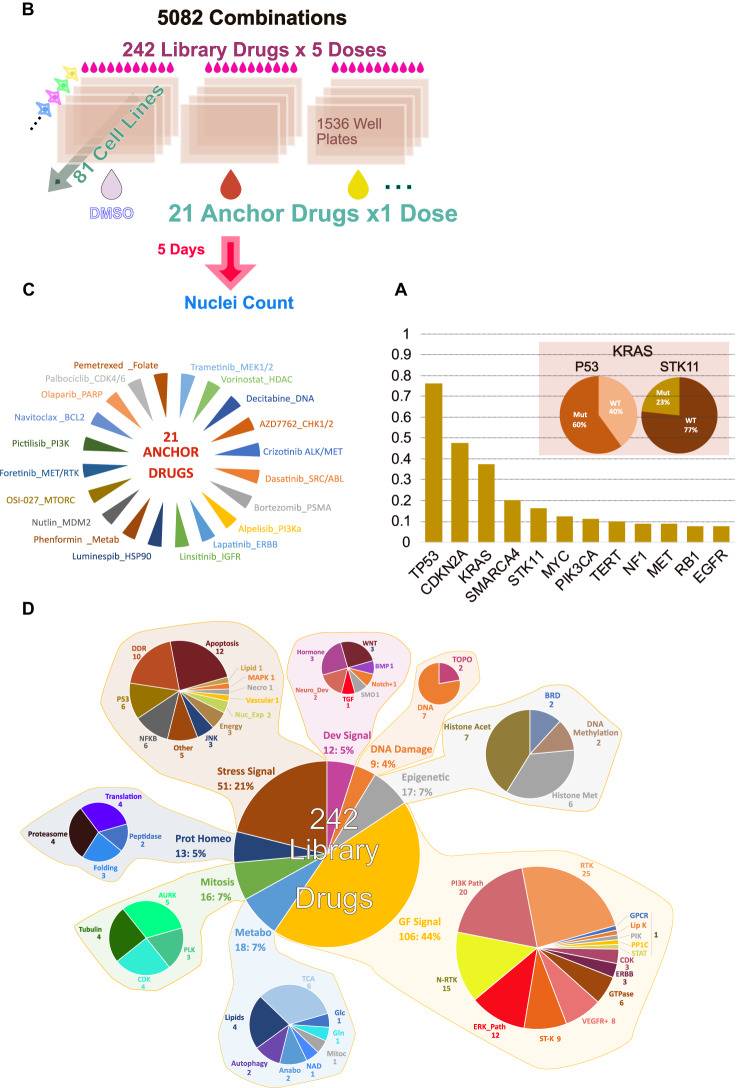 B
5082 Combinations
242 Library Drugs x 5 Doses
1536 Well
Plates
81 Cell Lines
DMSO
21 Anchor Drugs x1 Dose
5 Days
Nuclei Count
C
Pemetrexed _Folate
Palbociclib_CDK4/6
Olaparib_PARP
Navitoclax _BCL2
Pictilisib_PI3K
Foretinib_MET/RTK
OSI-027_MTORC
Nutlin_MDM2
Phenformin _Metab
Luminespib_HSP90
Trametinib_MEK1/2
Vorinostat_HDAC
Decitabine_DNA
AZD7762_CHK1/2
Crizotinib ALK/MET
Dasatinib_SRC/ABL
Bortezomib_PSMA
Alpelisib_PI3Ka
Lapatinib_ERBB
Linsitinib_IGFR
21
ANCHOR
DRUGS
A
1
0.9
0.8
0.7
0.6
0.5
0.4
0.3
0.2
0.1
0
KRAS
P53
STK11
Mut
60%
WT
40%
Mut
23%
WT
77%
TP53
CDKN2A
KRAS
SMARCA4
STK11
MYC
PIK3CA
TERT
NF1
MET
RB1
EGFR
D
Apoptosis
12
DDR
10
P53
6
NFKB
6
Other
5
JNK
3
Energy
3
Nuc_Exp 2
Vascular 1
Necro 1
MAPK 1
Lipid 1
Hormone
3
WNT
3
BMP1
Notch+1
SMO1
TGF
1
Neuro_Dev
2
TOPO
2
DNA
7
BRD
2
DNA
Methylation
2
Histone Acet
7
Histone Met
6
Stress Signal
51: 21%
Dev Signal
12: 5%
DNA Damage
9: 4%
Epigenetic
17: 7%
Prot Homeo
13: 5%
Mitosis
16: 7%
Metabo
18: 7%
GF Signal
106: 44%
242
Library
Drugs
Translation
4
Proteasome
4
Peptidase
2
Folding
3
AURK
5
Tubulin
4
PLK
3
CDK
4
TCA
6
Lipids
4
Glc
1
Gln
1
Mitoc
1
NAD
1
Anabo
2
Autophagy
2
RTK
25
PI3K Path
20
N-RTK
15
ERK_Path
12
ST-K 9
VEGFR+ 8
GTPase
6
ERBB
3
CDK
3
STAT
PP1C
PIK
1
Lip K
GPCR